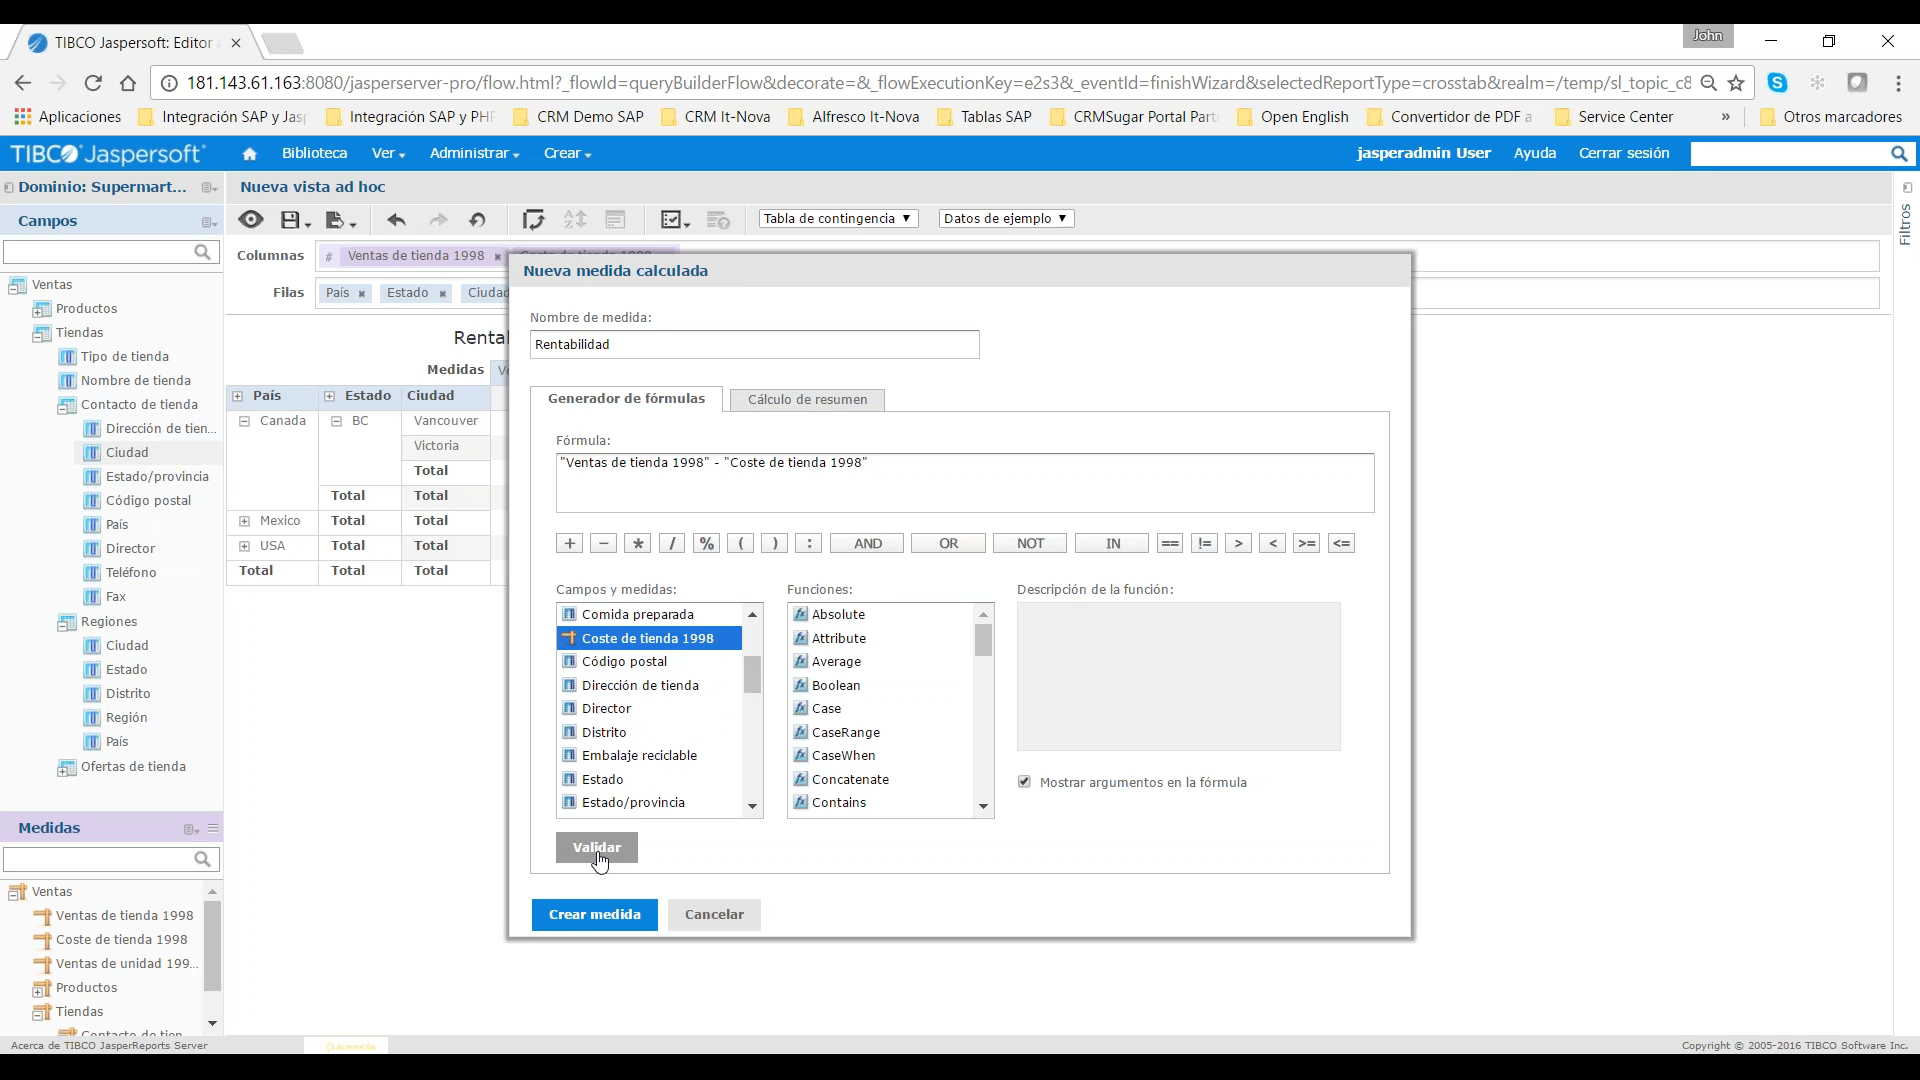 TIBCO Jaspersoft: Editor
John
181.143.61.163:8080/jasperserver-pro/flow.html?_flowId=queryBuilderFlow&decorate=&_flowExecutionKey=e2s3&_eventId=finishWizard&selectedReportType=crosstab&realm=/temp/sl_topic_c8
Aplicaciones
Integración SAP y Jasp
Integración SAP y PHP
CRM Demo SAP
CRM It-Nova
Alfresco It-Nova
Tablas SAP
CRMSugar Portal Part
Open English
Convertidor de PDF a
Service Center
»
Otros marcadores
TIBCO Jaspersoft
Biblioteca
Ver
Administrar
Crear
jasperadmin User
Ayuda
Cerrar sesión
Dominio: Supermart...
Nueva vista ad hoc
Campos
Tabla de contingencia
Datos de ejemplo
Filtros
Columnas
# Ventas de tienda 1998
Filas
País
Estado
Ciudad
Ventas
Productos
Tiendas
Tipo de tienda
Nombre de tienda
Contacto de tienda
Dirección de tien...
Ciudad
Estado/provincia
Código postal
País
Director
Teléfono
Fax
Regiones
Ciudad
Estado
Distrito
Región
País
Ofertas de tienda
Medidas
Ventas
Ventas de tienda 1998
Coste de tienda 1998
Ventas de unidad 199...
Productos
Tiendas
Contacto de tien
Rental
Medidas
País Estado Ciudad
Canada BC Vancouver
Victoria
Total
Total Total
Mexico Total Total
USA Total Total
Total Total Total
Nueva medida calculada
Nombre de medida:
Rentabilidad
Generador de fórmulas
Cálculo de resumen
Fórmula:
"Ventas de tienda 1998" - "Coste de tienda 1998"
+ − * / % ( ) : AND OR NOT IN == != > < >= <=
Campos y medidas:
Comida preparada
Coste de tienda 1998
Código postal
Dirección de tienda
Director
Distrito
Embalaje reciclable
Estado
Estado/provincia
Funciones:
Absolute
Attribute
Average
Boolean
Case
CaseRange
CaseWhen
Concatenate
Contains
Descripción de la función:
Mostrar argumentos en la fórmula
Validar
Crear medida
Cancelar
Acerca de TIBCO JasperReports Server
(Licencia
Copyright © 2005-2016 TIBCO Software Inc.